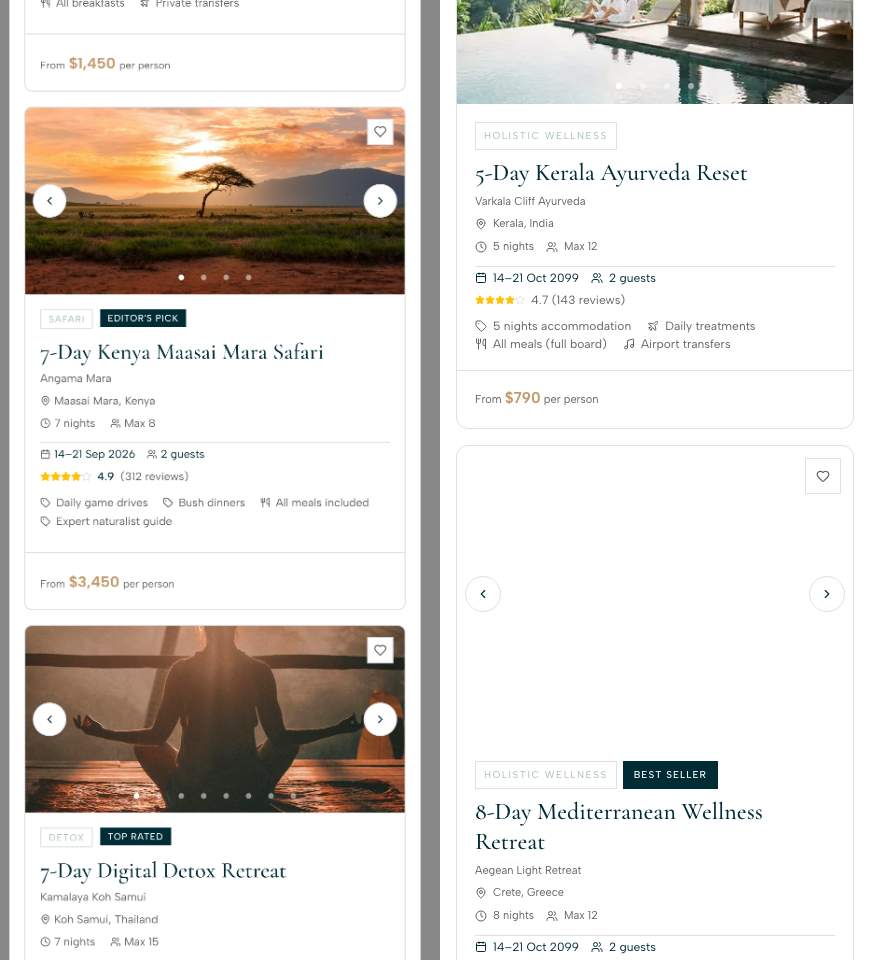 All breakfasts Private transfers
From $1,450 per person
SAFARI EDITOR'S PICK
7-Day Kenya Maasai Mara Safari
Angama Mara
Maasai Mara, Kenya
7 nights Max 8
14–21 Sep 2026 2 guests
4.9 (312 reviews)
Daily game drives Bush dinners All meals included
Expert naturalist guide
From $3,450 per person
DETOX TOP RATED
7-Day Digital Detox Retreat
Kamalaya Koh Samui
Koh Samui, Thailand
7 nights Max 15
HOLISTIC WELLNESS
5-Day Kerala Ayurveda Reset
Varkala Cliff Ayurveda
Kerala, India
5 nights Max 12
14–21 Oct 2099 2 guests
4.7 (143 reviews)
5 nights accommodation Daily treatments
All meals (full board) Airport transfers
From $790 per person
HOLISTIC WELLNESS BEST SELLER
8-Day Mediterranean Wellness
Retreat
Aegean Light Retreat
Crete, Greece
8 nights Max 12
14–21 Oct 2099 2 guests